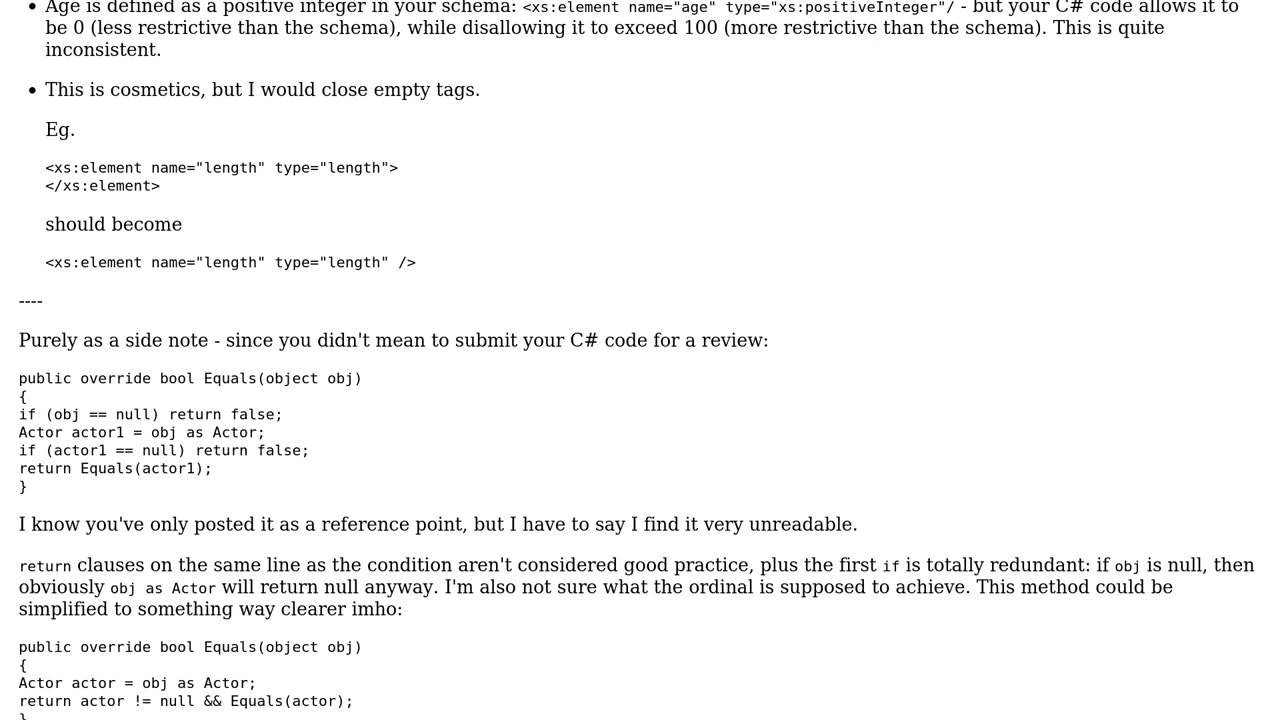 Age is defined as a positive integer in your schema: <xs:element name="age" type="xs:positiveInteger"/ - but your C# code allows it to
be 0 (less restrictive than the schema), while disallowing it to exceed 100 (more restrictive than the schema). This is quite
inconsistent.
This is cosmetics, but I would close empty tags.
Eg.
<xs:element name="length" type="length">
</xs:element>
should become
<xs:element name="length" type="length" />
----
Purely as a side note - since you didn't mean to submit your C# code for a review:
public override bool Equals(object obj)
{
if (obj == null) return false;
Actor actor1 = obj as Actor;
if (actor1 == null) return false;
return Equals(actor1);
}
I know you've only posted it as a reference point, but I have to say I find it very unreadable.
return clauses on the same line as the condition aren't considered good practice, plus the first if is totally redundant: if obj is null, then
obviously obj as Actor will return null anyway. I'm also not sure what the ordinal is supposed to achieve. This method could be
simplified to something way clearer imho:
public override bool Equals(object obj)
{
Actor actor = obj as Actor;
return actor != null && Equals(actor);
}